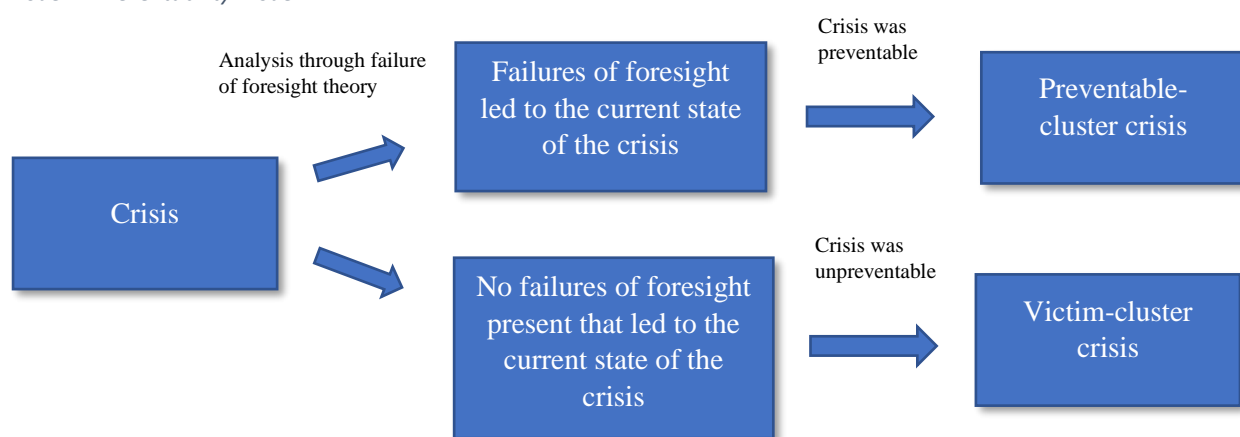 Analysis through failure
of foresight theory
Failures of foresight
led to the current state
of the crisis
Crisis was
preventable
Preventable-
cluster crisis
Crisis
No failures of foresight
present that led to the
current state of the
crisis
Crisis was
unpreventable
Victim-cluster
crisis